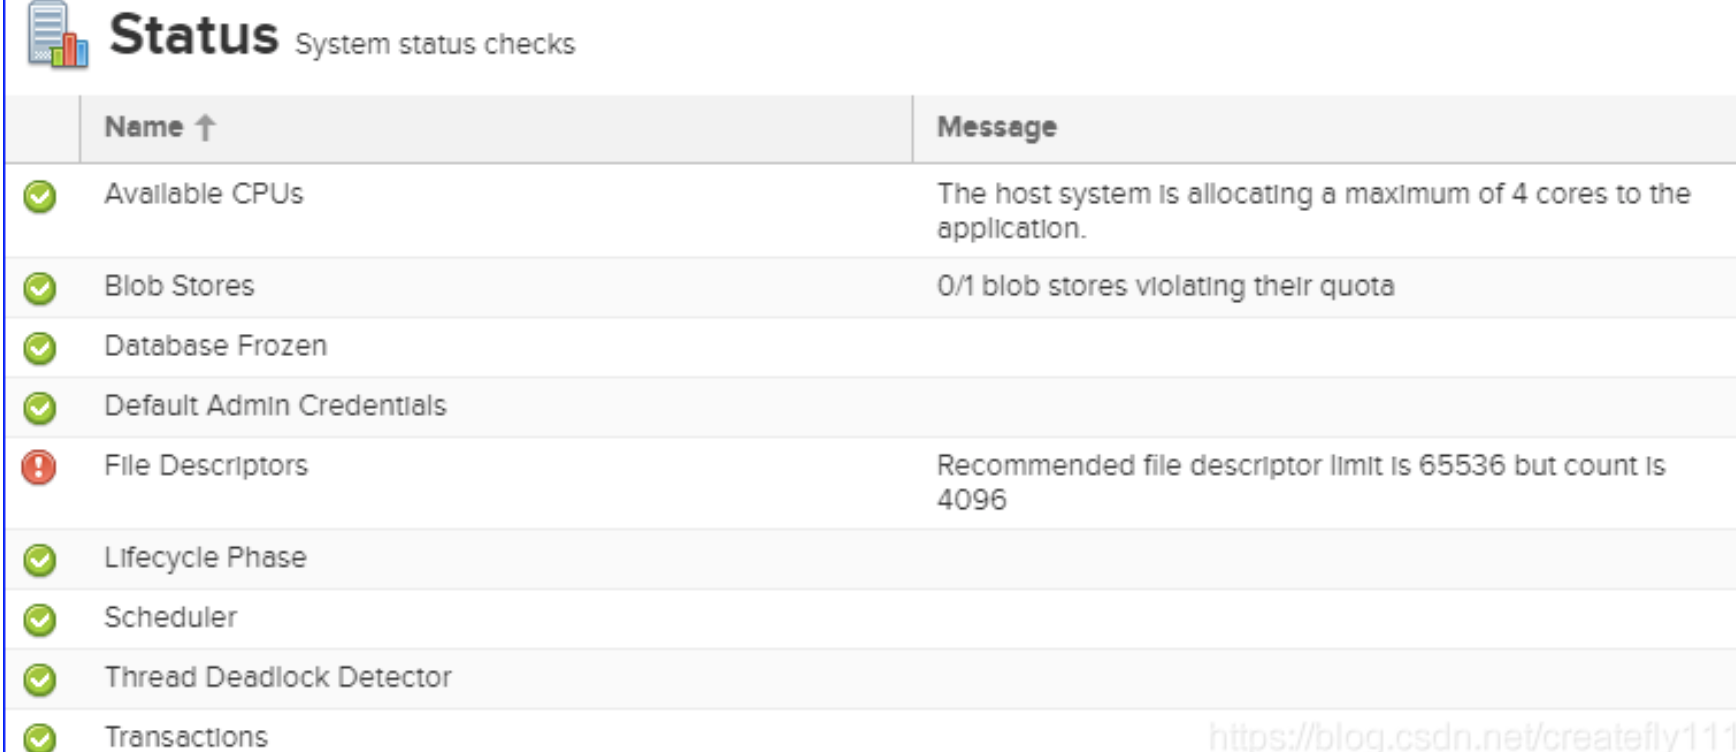 Status System status checks
Name Message
Available CPUs
The host system is allocating a maximum of 4 cores to the
application.
Blob Stores
0/1 blob stores violating their quota
Database Frozen
Default Admin Credentials
File Descriptors
Recommended file descriptor limit is 65536 but count is
4096
Lifecycle Phase
Scheduler
Thread Deadlock Detector
Transactions
https://blog.csdn.net/createfly111